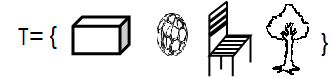 T= { }